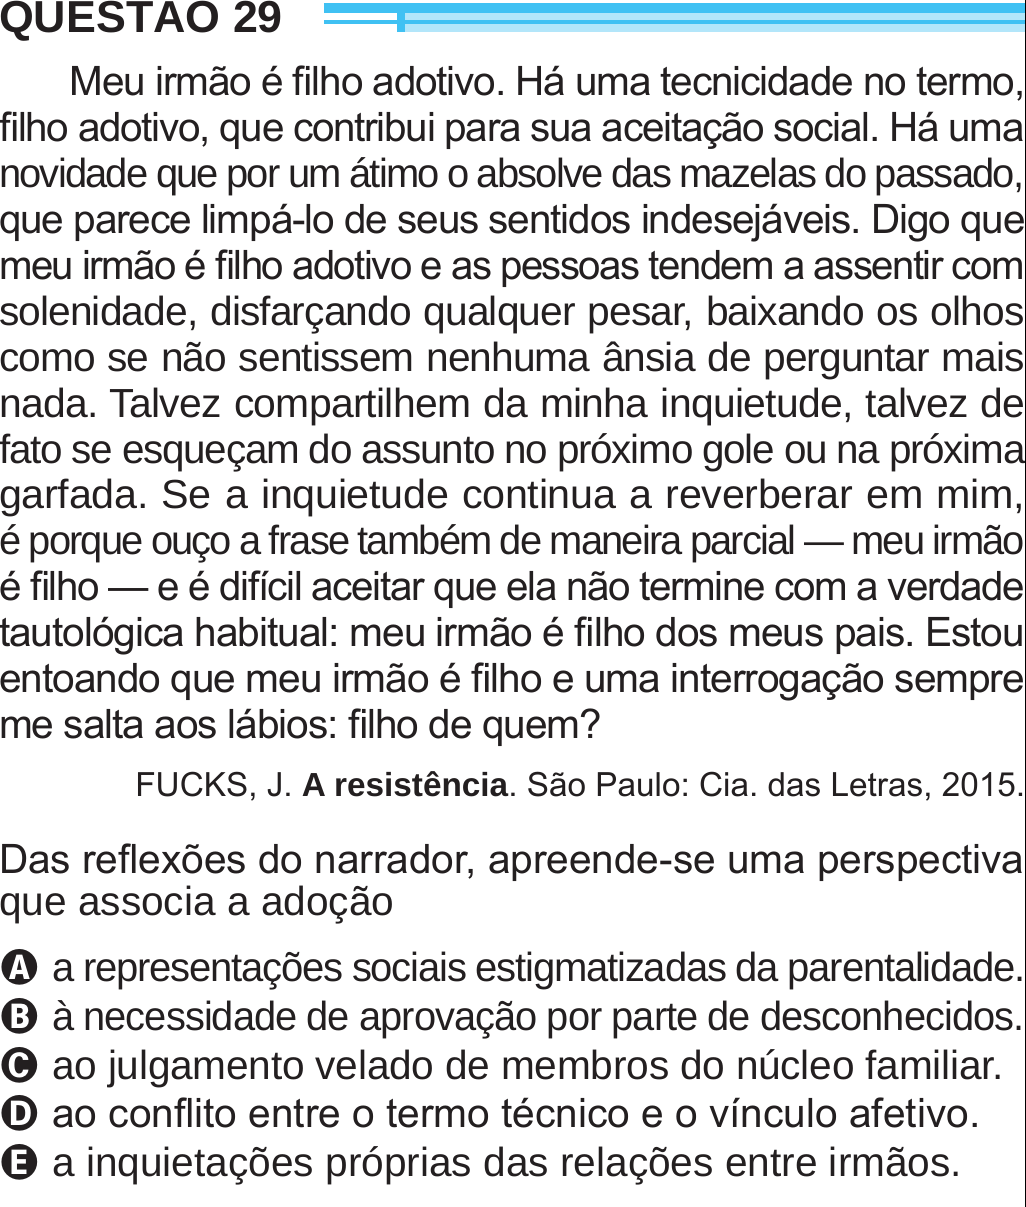 QUESTÃO 29
Meu irmão é filho adotivo. Há uma tecnicidade no termo,
filho adotivo, que contribui para sua aceitação social. Há uma
novidade que por um átimo o absolve das mazelas do passado,
que parece limpá-lo de seus sentidos indesejáveis. Digo que
meu irmão é filho adotivo e as pessoas tendem a assentir com
solenidade, disfarçando qualquer pesar, baixando os olhos
como se não sentissem nenhuma ânsia de perguntar mais
nada. Talvez compartilhem da minha inquietude, talvez de
fato se esqueçam do assunto no próximo gole ou na próxima
garfada. Se a inquietude continua a reverberar em mim,
é porque ouço a frase também de maneira parcial — meu irmão
é filho — e é difícil aceitar que ela não termine com a verdade
tautológica habitual: meu irmão é filho dos meus pais. Estou
entoando que meu irmão é filho e uma interrogação sempre
me salta aos lábios: filho de quem?
FUCKS, J. A resistência. São Paulo: Cia. das Letras, 2015.
Das reflexões do narrador, apreende-se uma perspectiva
que associa a adoção
A a representações sociais estigmatizadas da parentalidade.
B à necessidade de aprovação por parte de desconhecidos.
C ao julgamento velado de membros do núcleo familiar.
D ao conflito entre o termo técnico e o vínculo afetivo.
E a inquietações próprias das relações entre irmãos.